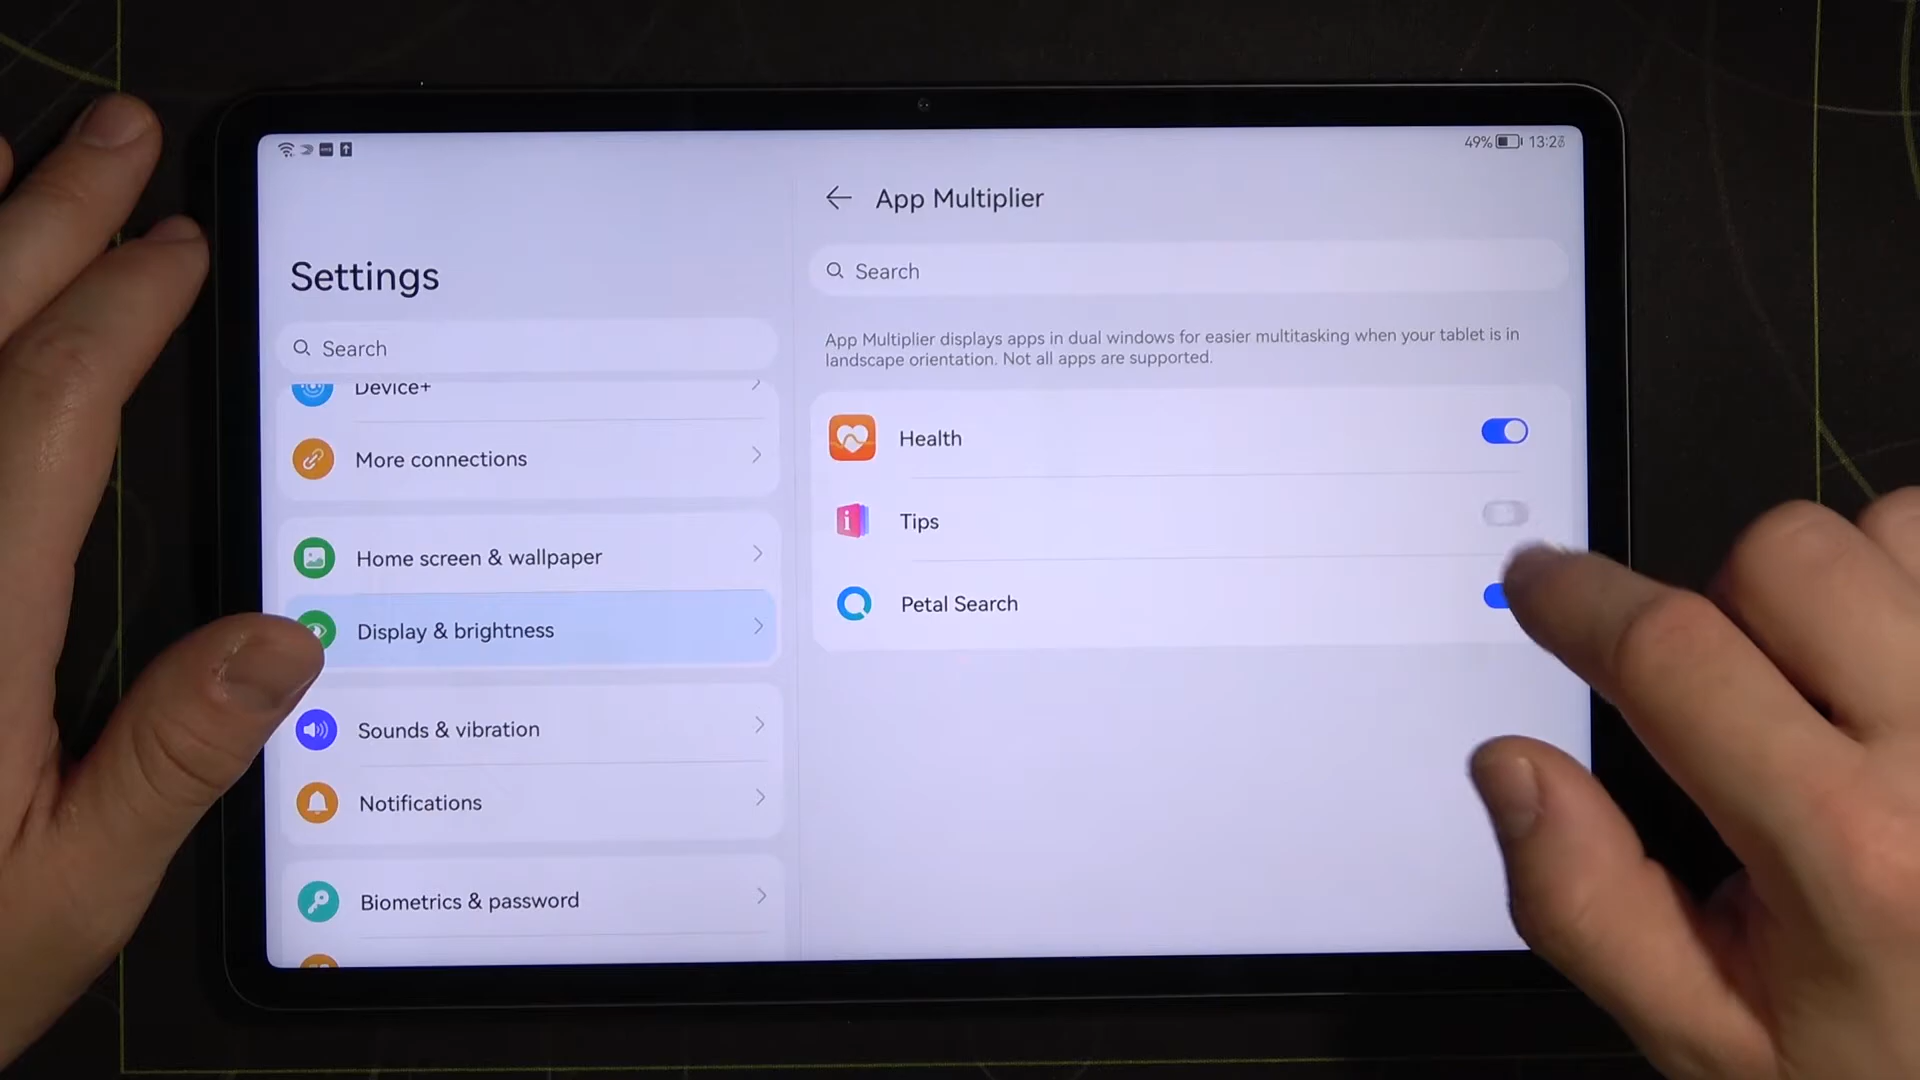 49% 13:26
Settings
Search
Device+
More connections
Home screen & wallpaper
Display & brightness
Sounds & vibration
Notifications
Biometrics & password
App Multiplier
Search
App Multiplier displays apps in dual windows for easier multitasking when your tablet is in
landscape orientation. Not all apps are supported.
Health
Tips
Petal Search